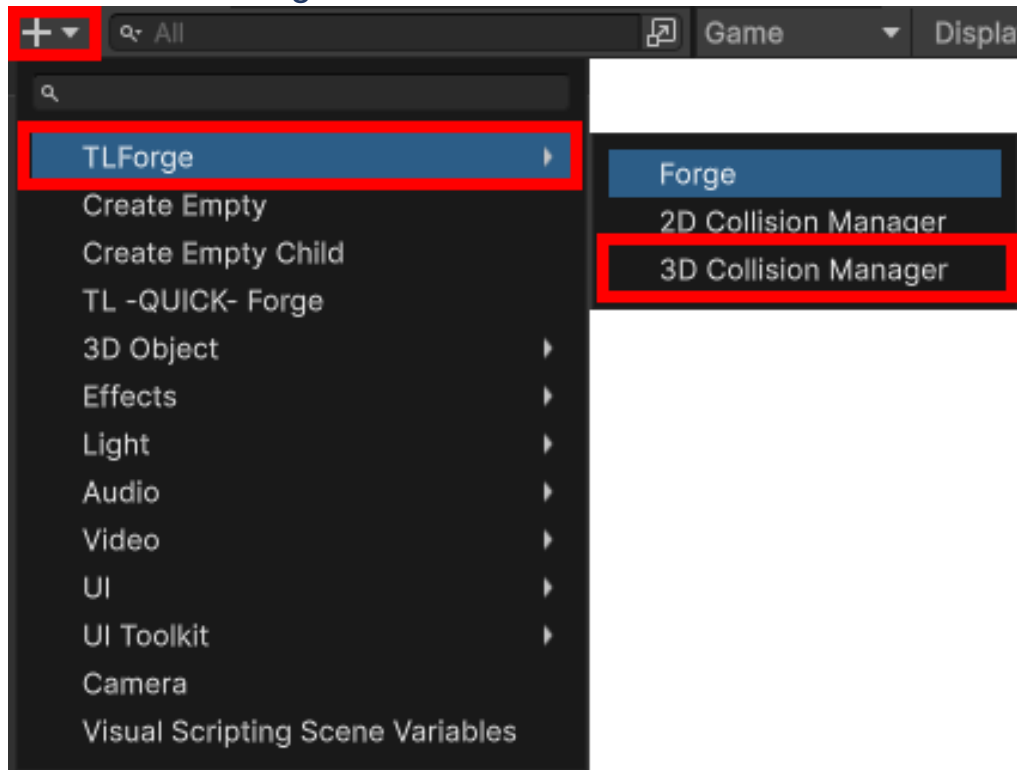 All
Game
Displa
TLForge
Create Empty
Create Empty Child
TL -QUICK- Forge
3D Object
Effects
Light
Audio
Video
UI
UI Toolkit
Camera
Visual Scripting Scene Variables
Forge
2D Collision Manager
3D Collision Manager